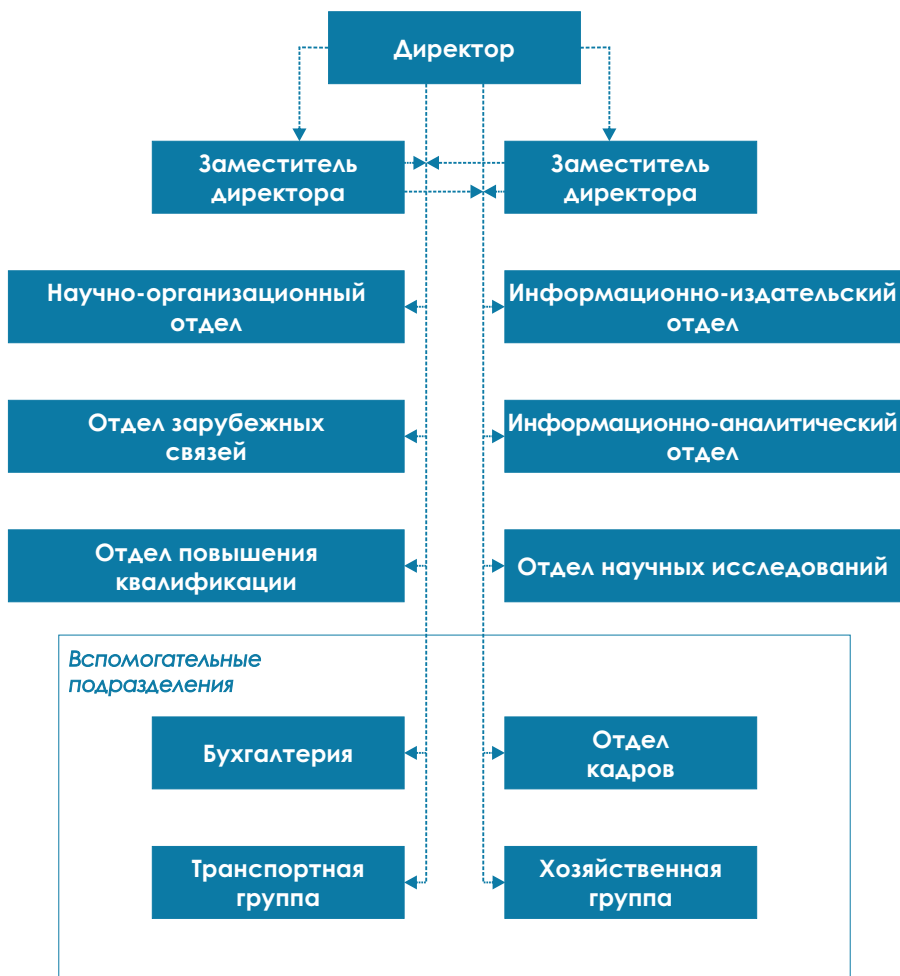 Директор
Заместитель
директора
Заместитель
директора
Научно-организационный
отдел
Информационно-издательский
отдел
Отдел зарубежных
связей
Информационно-аналитический
отдел
Отдел повышения
квалификации
Отдел научных исследований
Вспомогательные
подразделения
Бухгалтерия
Отдел
кадров
Транспортная
группа
Хозяйственная
группа